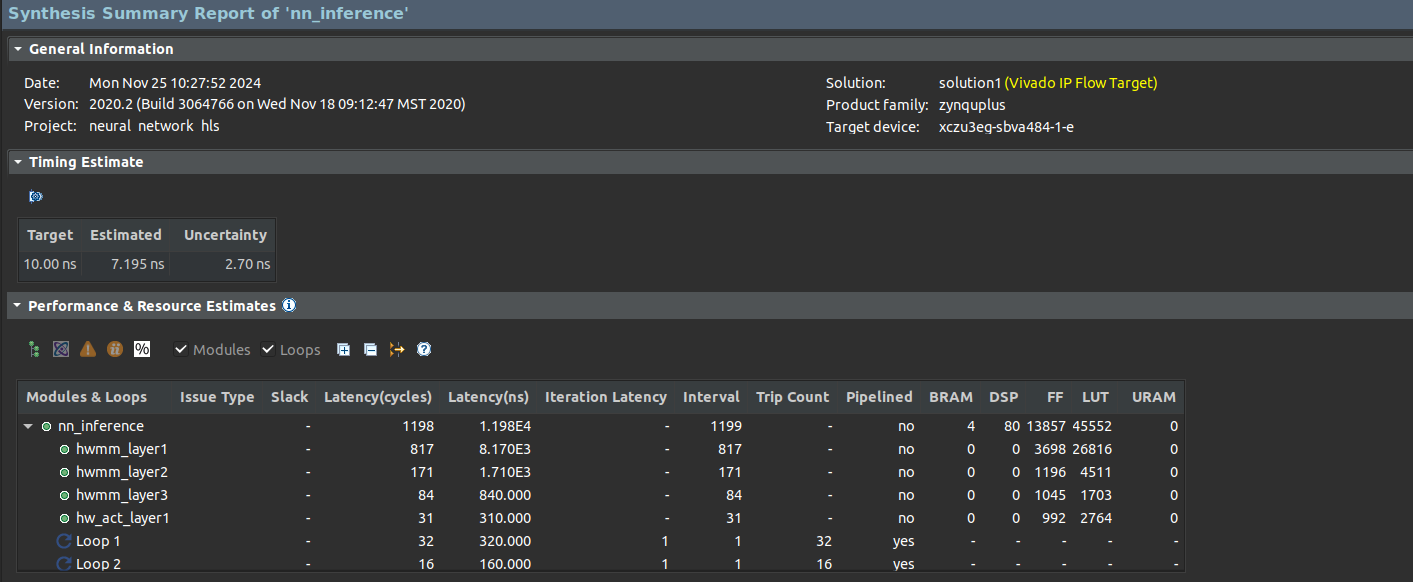 Synthesis Summary Report of 'nn_inference'
General Information
Date: Mon Nov 25 10:27:52 2024 Solution: solution1 (Vivado IP Flow Target)
Version: 2020.2 (Build 3064766 on Wed Nov 18 09:12:47 MST 2020) Product family: zynquplus
Project: neural_network_hls Target device: xczu3eg-sbva484-1-e
Timing Estimate
Target Estimated Uncertainty
10.00 ns 7.195 ns 2.70 ns
Performance & Resource Estimates
% Modules Loops
Modules & Loops Issue Type Slack Latency(cycles) Latency(ns) Iteration Latency Interval Trip Count Pipelined BRAM DSP FF LUT URAM
nn_inference - 1198 1.198E4 - 1199 - no 4 80 13857 45552 0
hwmm_layer1 - 817 8.170E3 - 817 - no 0 0 3698 26816 0
hwmm_layer2 - 171 1.710E3 - 171 - no 0 0 1196 4511 0
hwmm_layer3 - 84 840.000 - 84 - no 0 0 1045 1703 0
hw_act_layer1 - 31 310.000 - 31 - no 0 0 992 2764 0
Loop 1 - 32 320.000 1 1 32 yes - - - - -
Loop 2 - 16 160.000 1 1 16 yes - - - - -